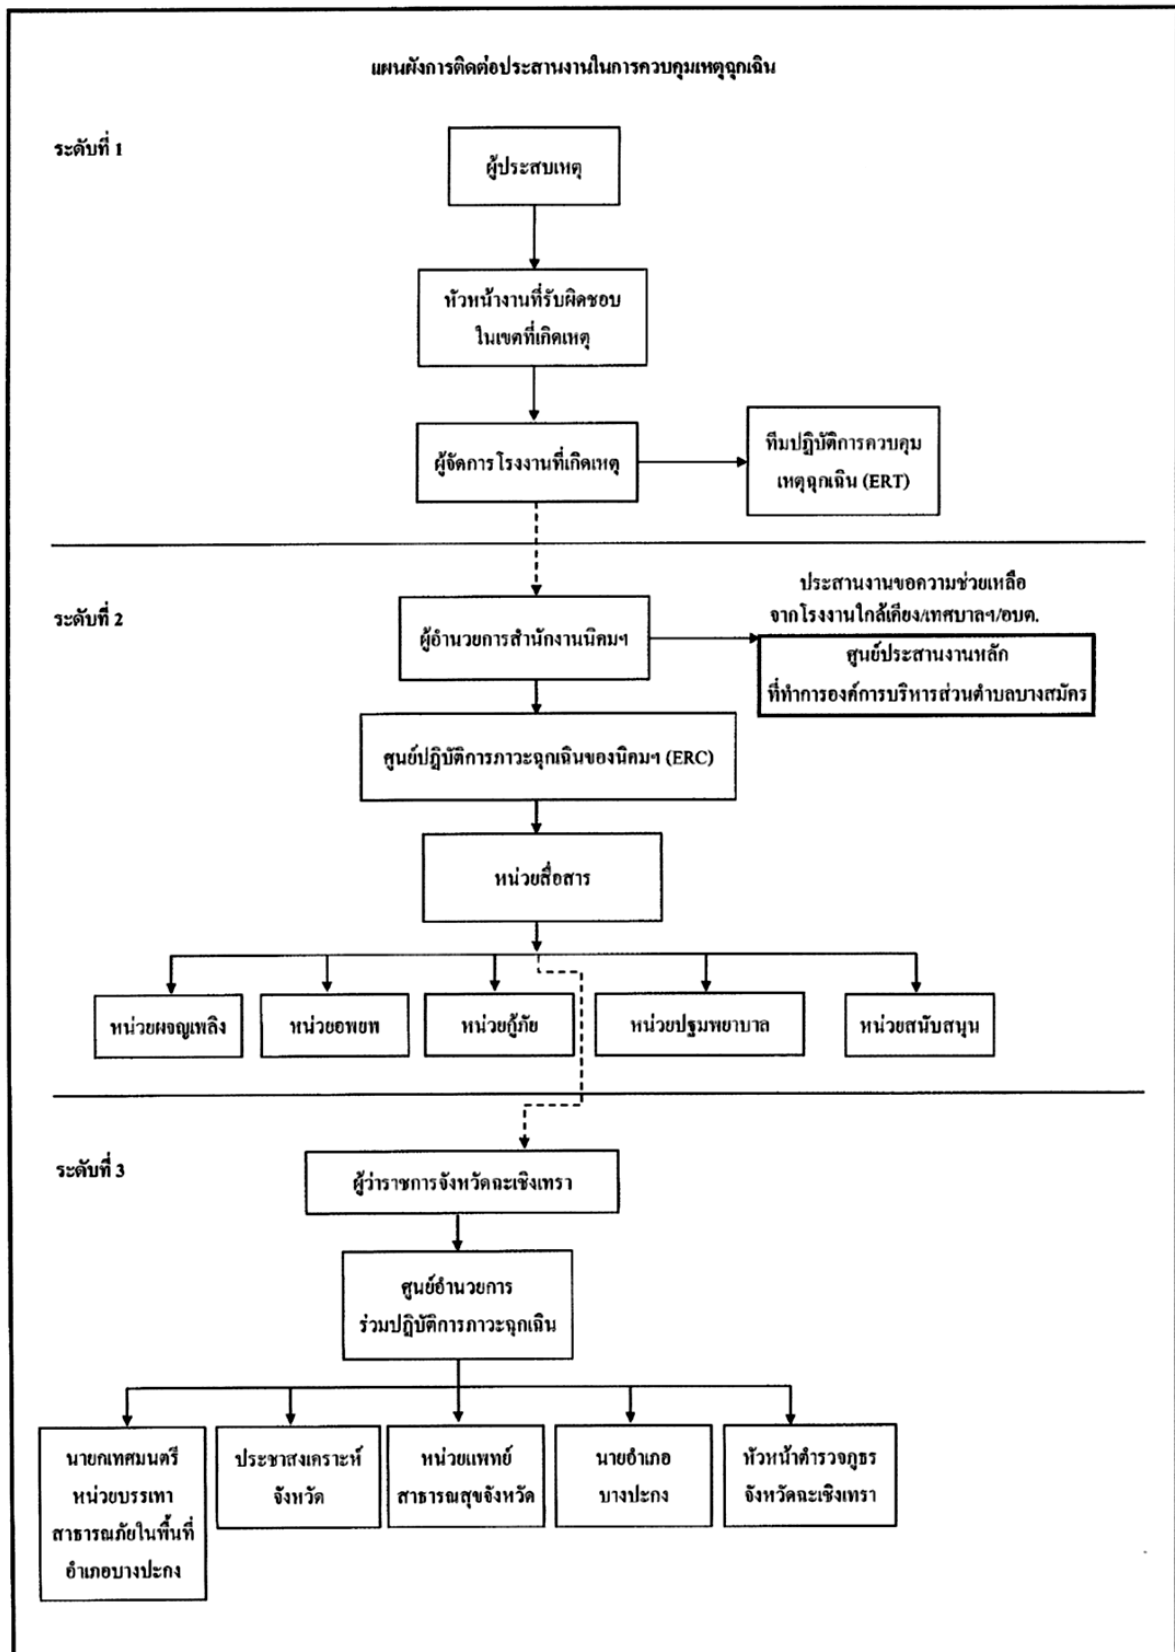 แผนผังการติดต่อประสานงานในการควบคุมเหตุฉุกเฉิน
ระดับที่ 1
ผู้ประสบเหตุ
หัวหน้างานที่รับผิดชอบ
ในเขตที่เกิดเหตุ
ผู้จัดการโรงงานที่เกิดเหตุ
ทีมปฏิบัติการควบคุม
เหตุฉุกเฉิน (ERT)
ระดับที่ 2
ประสานงานขอความช่วยเหลือ
จากโรงงานใกล้เคียง/เทศบาลฯ/อบต.
ผู้อำนวยการสำนักงานนิคมฯ
ศูนย์ประสานงานหลัก
ที่ทำการองค์การบริหารส่วนตำบลบางสมัคร
ศูนย์ปฏิบัติการภาวะฉุกเฉินของนิคมฯ (ERC)
หน่วยสื่อสาร
หน่วยผจญเพลิง
หน่วยอพยพ
หน่วยกู้ภัย
หน่วยปฐมพยาบาล
หน่วยสนับสนุน
ระดับที่ 3
ผู้ว่าราชการจังหวัดฉะเชิงเทรา
ศูนย์อำนวยการ
ร่วมปฏิบัติการภาวะฉุกเฉิน
นายกเทศมนตรี
หน่วยบรรเทา
สาธารณภัยในพื้นที่
อำเภอบางปะกง
ประชาสงเคราะห์
จังหวัด
หน่วยแพทย์
สาธารณสุขจังหวัด
นายอำเภอ
บางปะกง
หัวหน้าตำรวจภูธร
จังหวัดฉะเชิงเทรา